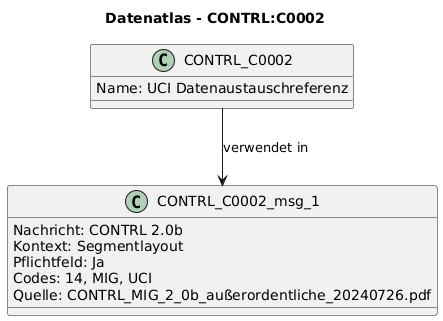 Datenatlas - CONTRL:C0002
C CONTRL_C0002
Name: UCI Datenaustauschreferenz
verwendet in
C CONTRL_C0002_msg_1
Nachricht: CONTRL 2.0b
Kontext: Segmentlayout
Pflichtfeld: Ja
Codes: 14, MIG, UCI
Quelle: CONTRL_MIG_2_0b_außerordentliche_20240726.pdf